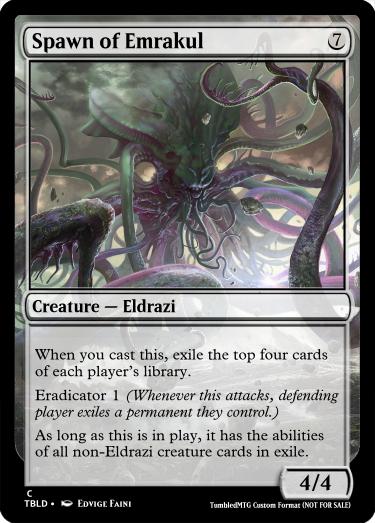 Spawn of Emrakul 7
Creature — Eldrazi
When you cast this, exile the top four cards
of each player's library.
Eradicator 1 (Whenever this attacks, defending
player exiles a permanent they control.)
As long as this is in play, it has the abilities
of all non-Eldrazi creature cards in exile.
4/4
C
TBLD • Edvige Faini
TumbledMTG Custom Format (NOT FOR SALE)